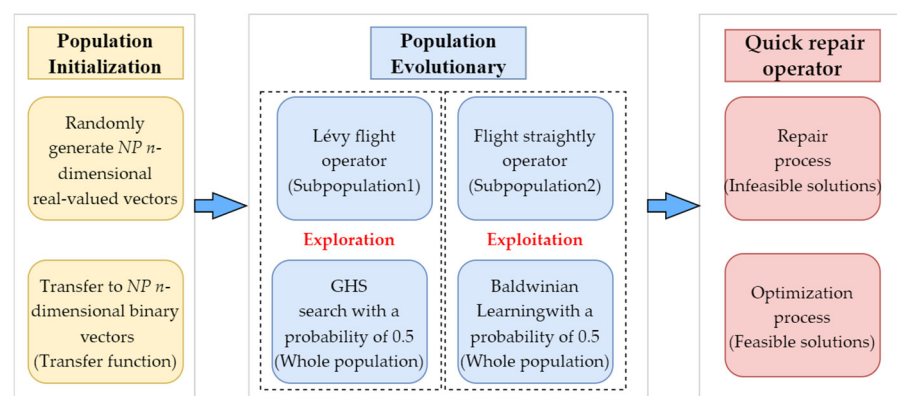 Population
Initialization
Randomly
generate NP n-
dimensional
real-valued vectors
Transfer to NP n-
dimensional binary
vectors
(Transfer function)
Population
Evolutionary
Lévy flight
operator
(Subpopulation1)
Flight straightly
operator
(Subpopulation2)
Exploration
Exploitation
GHS
search with a
probability of 0.5
(Whole population)
Baldwinian
Learningwith a
probability of 0.5
(Whole population)
Quick repair
operator
Repair
process
(Infeasible solutions)
Optimization
process
(Feasible solutions)